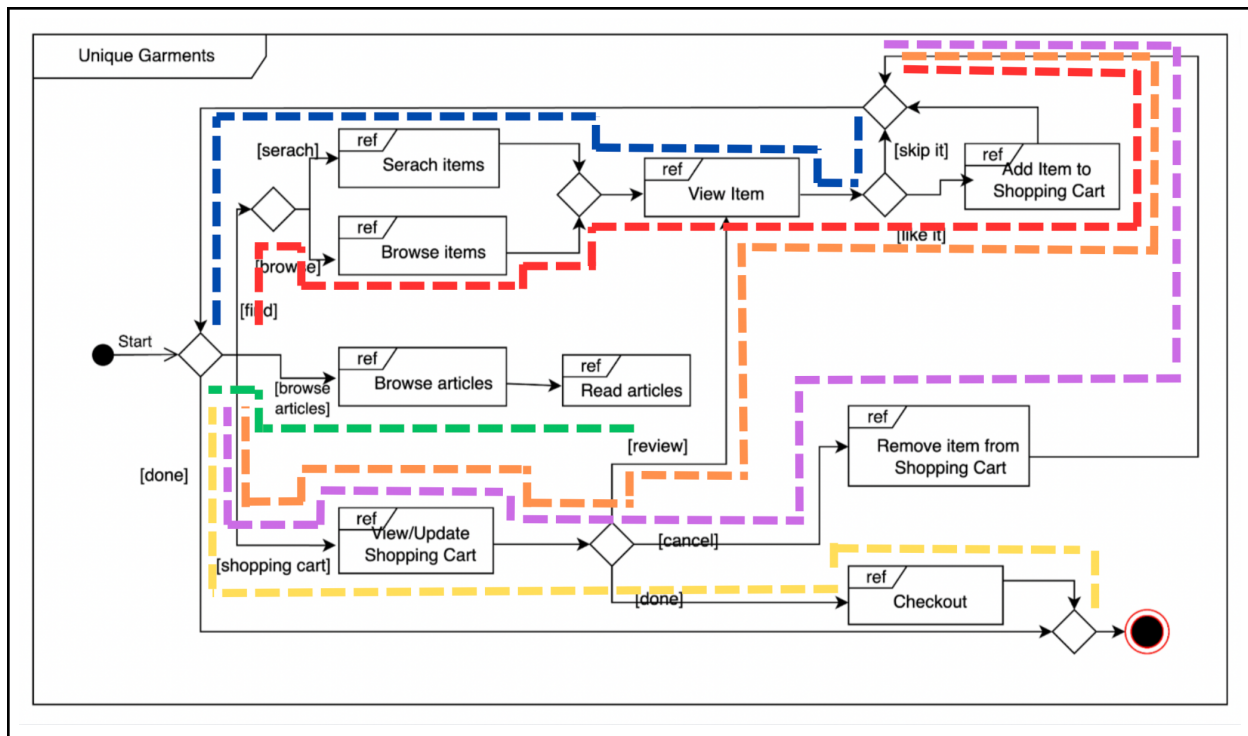 Unique Garments
[serach]
ref
Serach items
ref
View Item
[skip it]
ref
Add Item to
Shopping Cart
ref
Browse items
[browse]
[like it]
[find]
Start
ref
Browse articles
ref
Read articles
[browse
articles]
[review]
ref
Remove item from
Shopping Cart
[done]
ref
View/Update
Shopping Cart
[cancel]
[shopping cart]
ref
Checkout
[done]